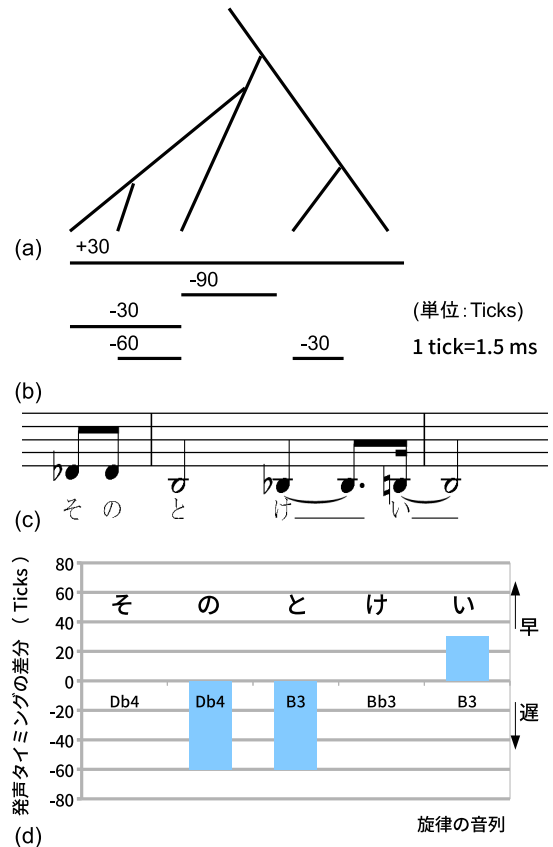 (a)
+30
-90
-30
(単位:Ticks)
-60
-30
1 tick=1.5 ms
(b)
そ の と け い
(c)
発声タイミングの差分 (Ticks)
80
60
40
20
0
-20
-40
-60
-80
そ の と け い
早
Db4 Db4 B3 Bb3 B3
遅
旋律の音列
(d)